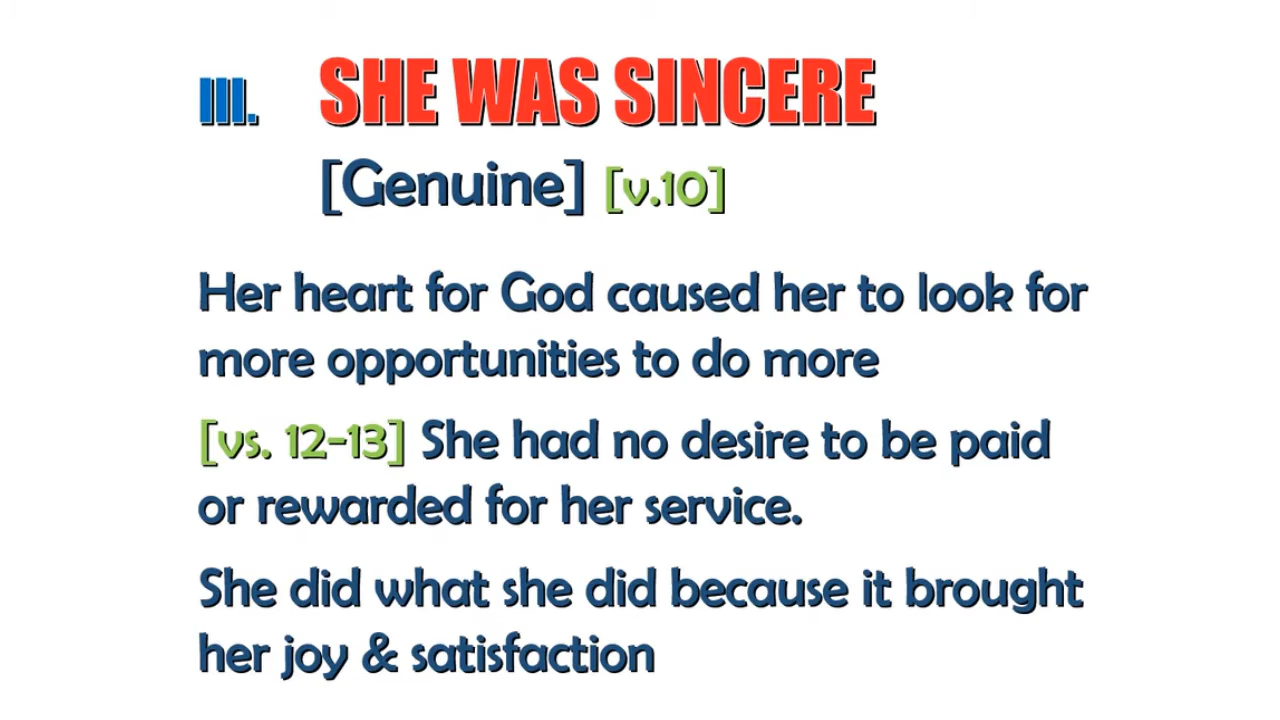 III. SHE WAS SINCERE
[Genuine] [v.10]
Her heart for God caused her to look for
more opportunities to do more
[vs. 12-13] She had no desire to be paid
or rewarded for her service.
She did what she did because it brought
her joy & satisfaction